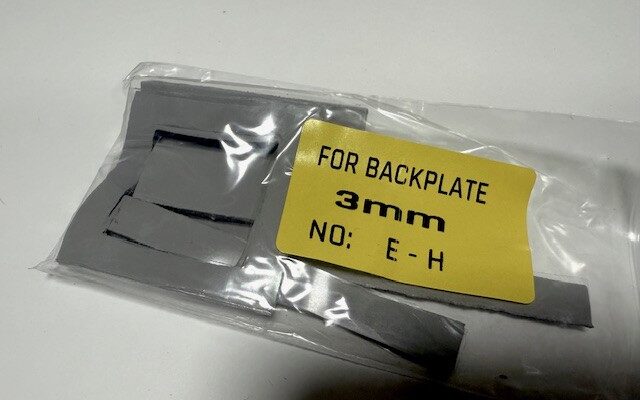 FOR BACKPLATE
3mm
NO: E - H